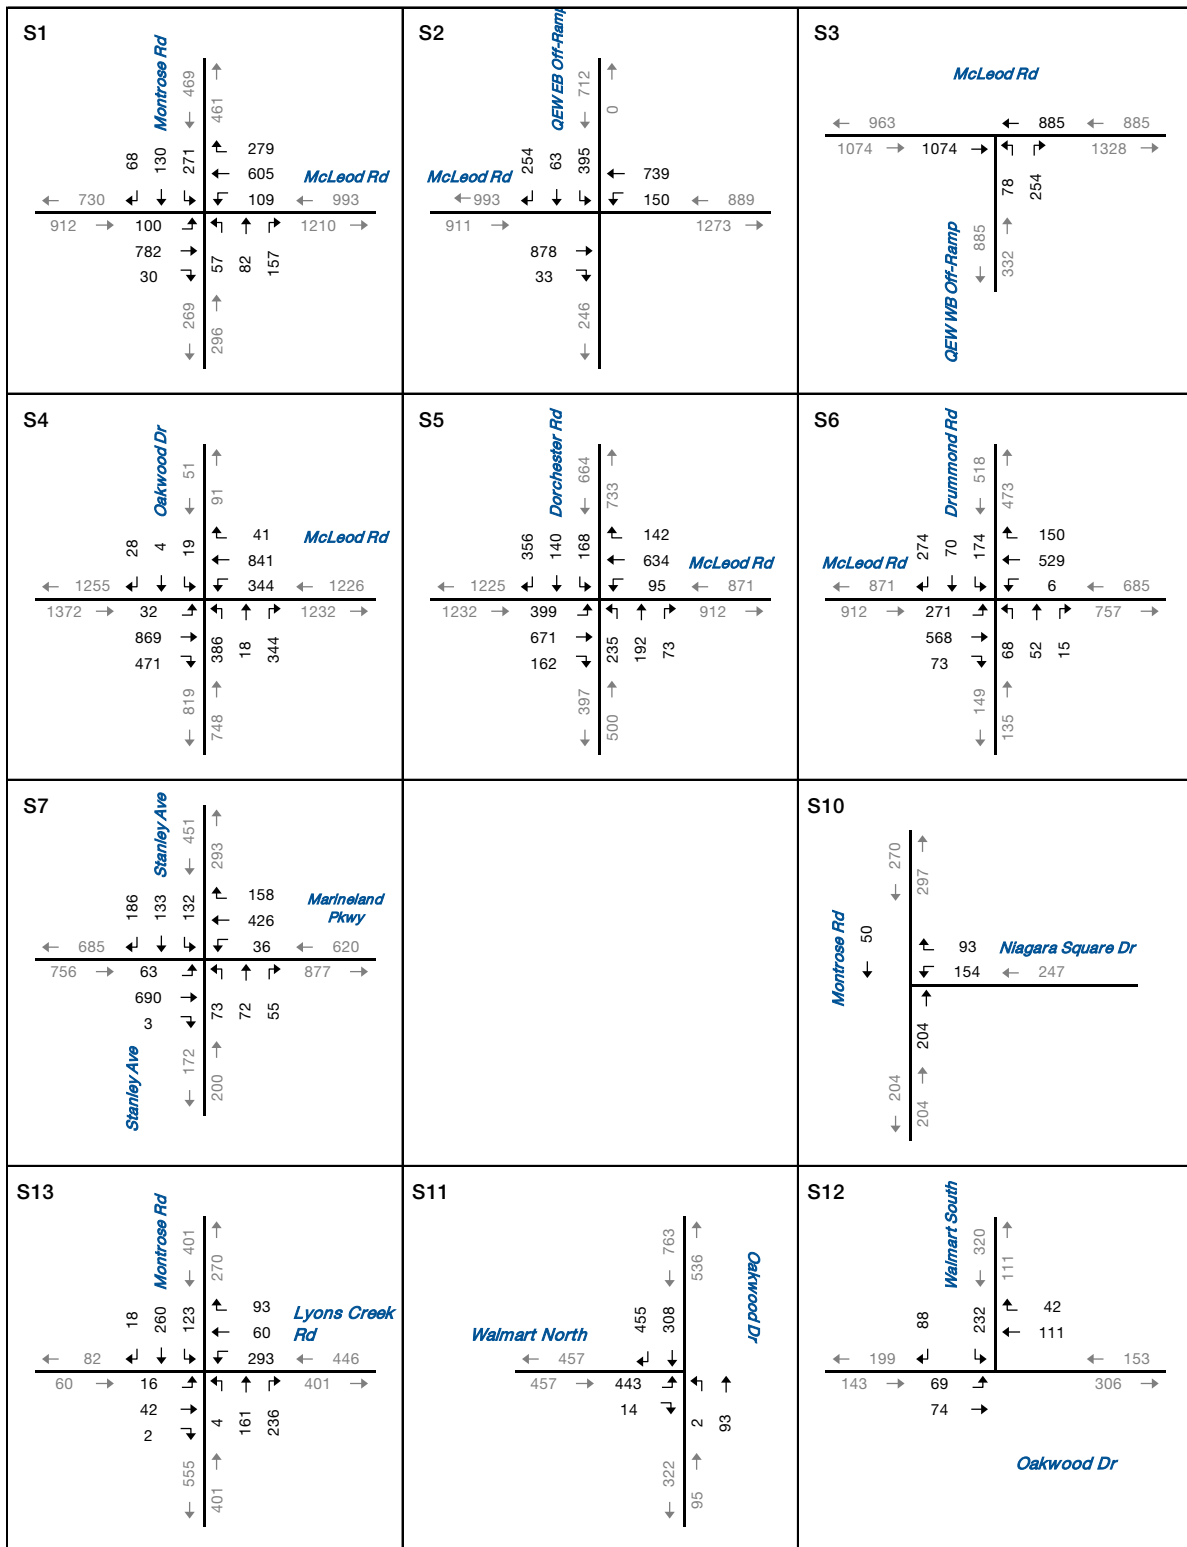 S1
Montrose Rd
469
461
68 130 271
279
605
McLeod Rd
730 109 993
912 100 1210
782
30
57 82 157
269
296
S2
QEW EB Off-Ramp
712
0
254 63 395
739
McLeod Rd
993 150 889
911 1273
878
33
246
S3
McLeod Rd
963 885 885
1074 1074 1328
78 254
QEW WB Off-Ramp
885
332
S4
Oakwood Dr
51
91
28 4 19
41
841
McLeod Rd
1255 344 1226
1372 32 1232
869
471
386 18 344
819
748
S5
Dorchester Rd
664
733
356 140 168
142
634
McLeod Rd
1225 95 871
1232 399 912
671
162
235 192 73
397
500
S6
Drummond Rd
518
473
274 70 174
150
529
McLeod Rd
871 6 685
912 271 757
568
73
68 52 15
149
135
S7
Stanley Ave
451
293
186 133 132
158
426
Marineland
Pkwy
685 36 620
756 63 877
690
3
73 72 55
Stanley Ave
172
200
S10
270
297
Montrose Rd
50
93
Niagara Square Dr
154 247
204
204
204
S13
Montrose Rd
401
270
18 260 123
93
60
Lyons Creek
Rd
82 293 446
60 16 401
42
2
4 161 236
555
401
S11
763
536
Oakwood Dr
455 308
Walmart North
457
457 443
14
2 93
322
95
S12
Walmart South
320
111
88 232
42
111
199 153
143 69 306
74
Oakwood Dr